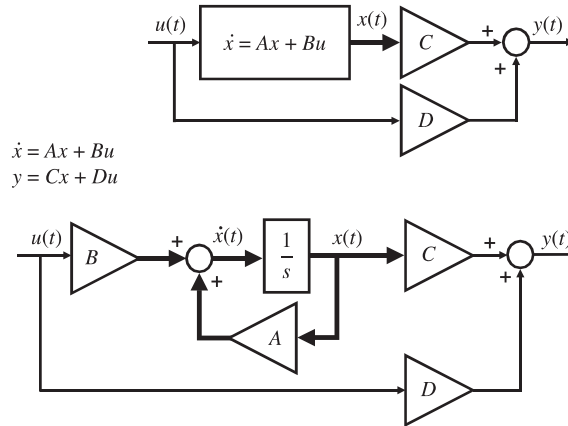 u(t)
ẋ = Ax + Bu
x(t)
C
+
+
y(t)
D
ẋ = Ax + Bu
y = Cx + Du
u(t)
B
+
+
ẋ(t)
1
s
x(t)
A
C
+
+
y(t)
D